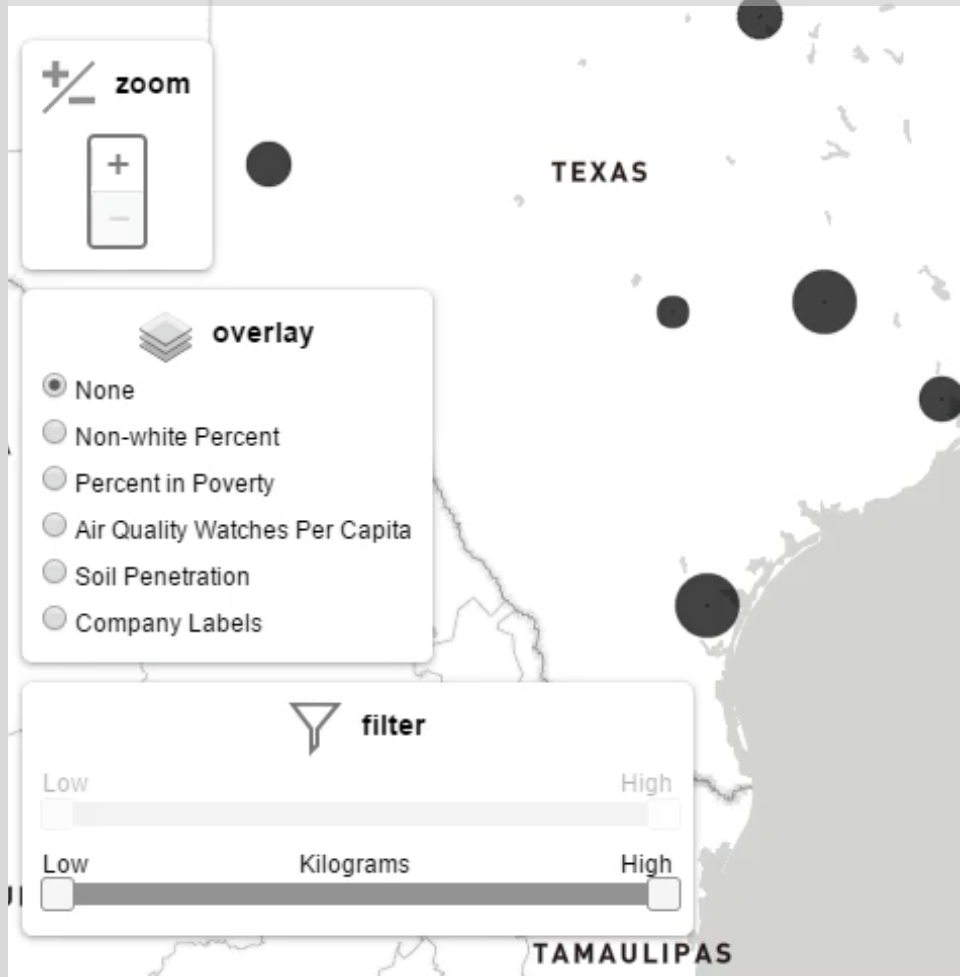 zoom
+
−
TEXAS
overlay
None
Non-white Percent
Percent in Poverty
Air Quality Watches Per Capita
Soil Penetration
Company Labels
filter
Low High
Low Kilograms High
TAMAULIPAS